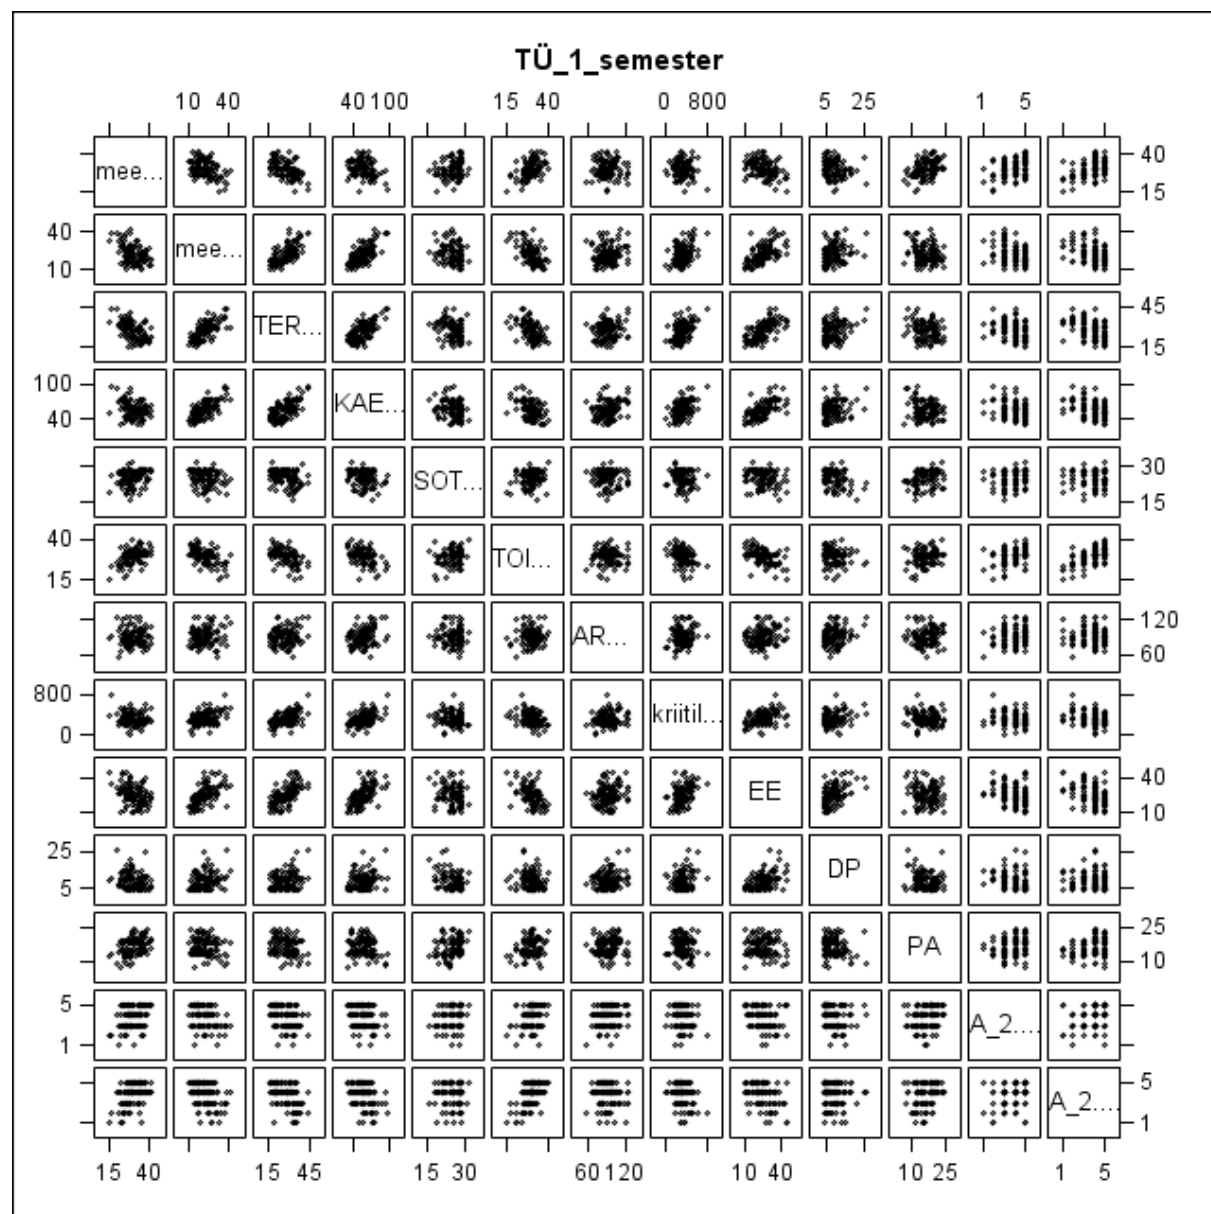 TÜ_1_semester
10 40 40 100 15 40 0 800 5 25 1 5
mee... 40 15
40 10 mee...
TER... 45 15
100 40 KAE...
SOT... 30 15
40 15 TOI...
AR... 120 60
800 0 kriitil...
EE 40 10
25 5 DP
PA 25 10
5 1 A_2....
A_2.... 5 1
15 40 15 45 15 30 60 120 10 40 10 25 1 5